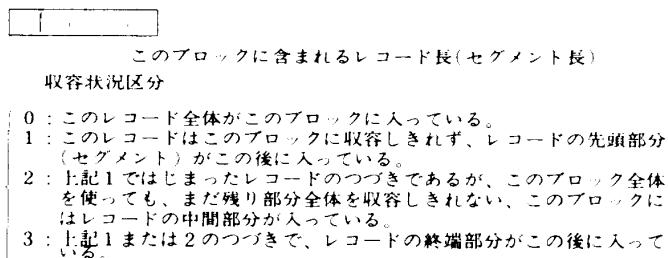 このブロックに含まれるレコード長(セグメント長)
収容状況区分
0：このレコード全体がこのブロックに入っている。
1：このレコードはこのブロックに収容しきれず、レコードの先頭部分
(セグメント)がこの後に入っている。
2：上記1ではじまったレコードのつづきであるが、このブロック全体
を使っても、まだ残り部分全体を収容しきれない、このブロックに
はレコードの中間部分が入っている。
3：上記1または2のつづきで、レコードの終端部分がこの後に入って
いる。